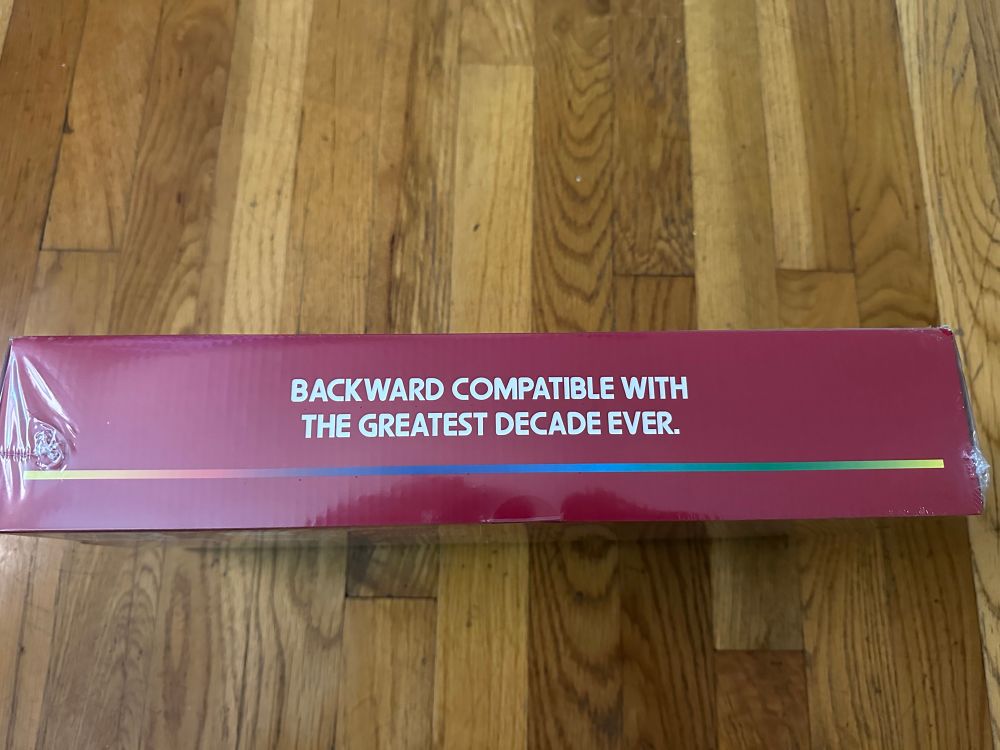 BACKWARD COMPATIBLE WITH
THE GREATEST DECADE EVER.